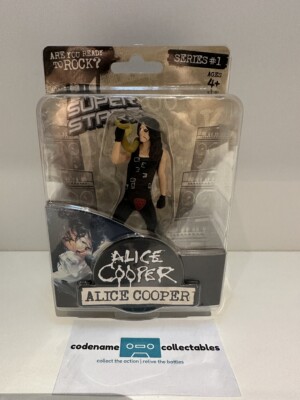 ARE YOU READY
TO ROCK?
SERIES #1
AGES
4+
SUPER
STARS
ALICE
COOPER
ALICE COOPER
codename collectables
collect the action | relive the battles